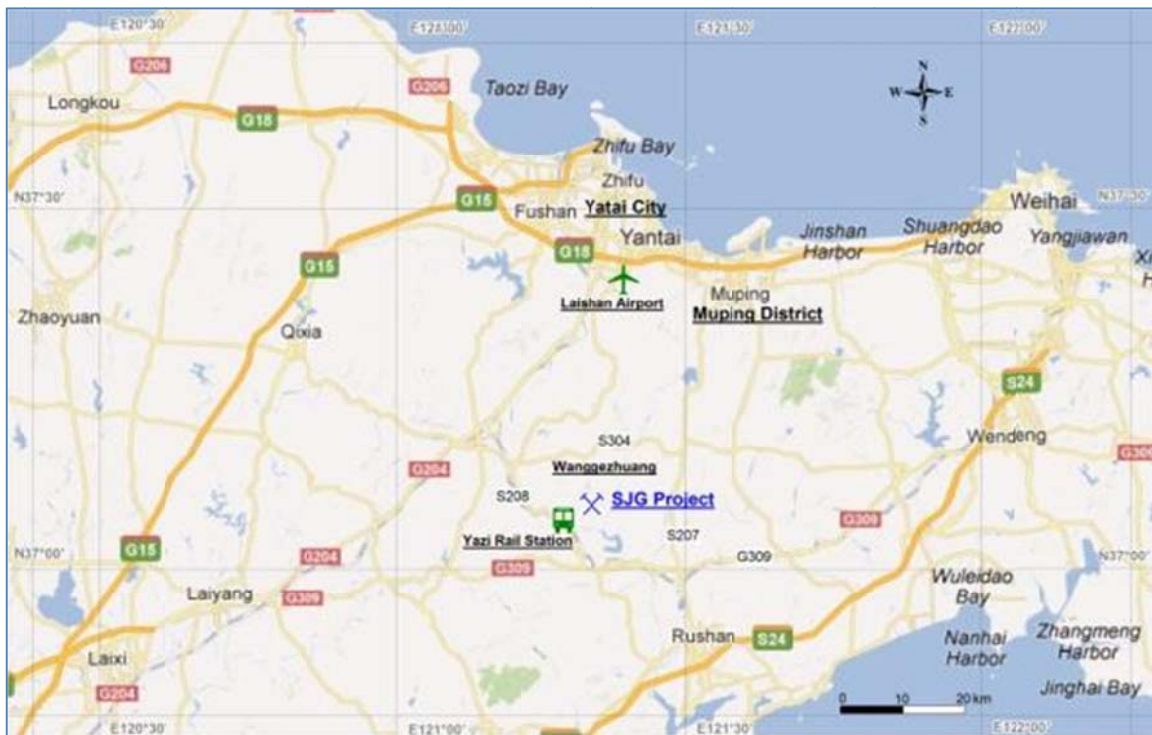 E120°30'
E121°00'
E121°30'
E122°00'
G206
G206
Taozi Bay
N
W E
S
Longkou
G18
Zhifu Bay
Zhifu
N37°30'
G15
Fushan
Yatai City
Weihai
N37°30'
Yantai
Jinshan
Harbor
Shuangdao
Harbor
Yangjiawan
G18
G15
Laishan Airport
Muping
Muping District
Zhaoyuan
Qixia
S24
S304
Wendeng
G309
G204
Wanggezhuang
S208
SJG Project
G309
Yazi Rail Station
S207
N37°00'
G15
G204
G309
G309
N37°00'
Laiyang
G309
Wuleidao
Bay
Rushan
S24
Nanhai
Harbor
Zhangmeng
Harbor
Laixi
G204
Jinghai Bay
0 10 20 km
E120°30'
E121°00'
E121°30'
E122°00'